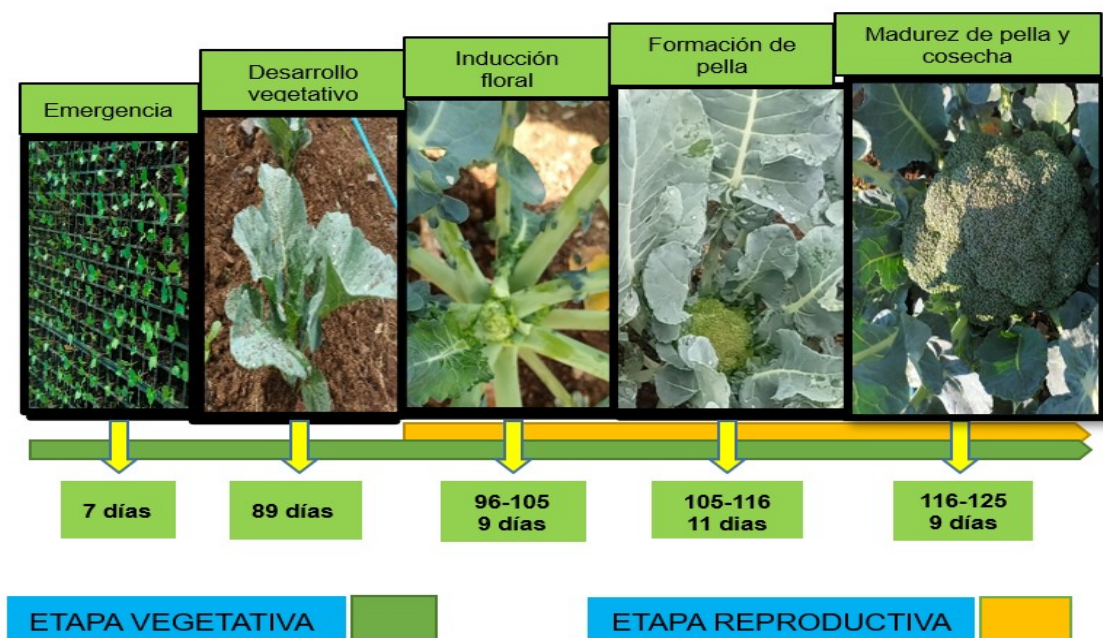 Emergencia
Desarrollo
vegetativo
Inducción
floral
Formación de
pella
Madurez de pella y
cosecha
7 días
89 días
96-105
9 días
105-116
11 dias
116-125
9 días
ETAPA VEGETATIVA
ETAPA REPRODUCTIVA